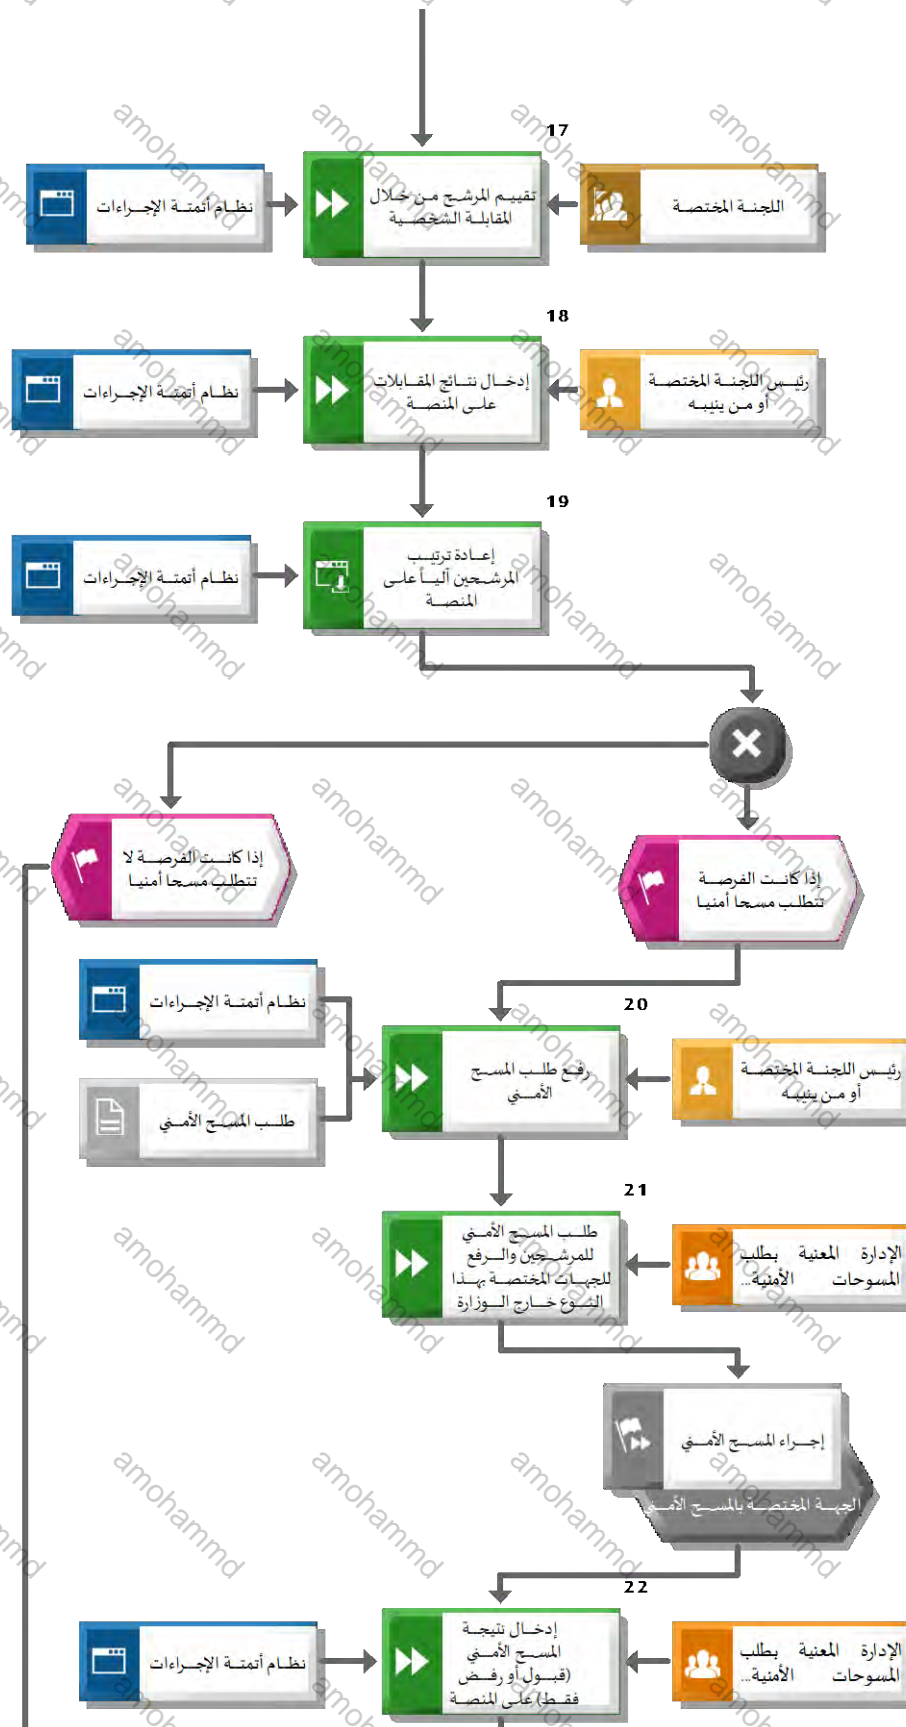 17
اللجنة المختصة
تقييم المرشح من خلال
المقابلة الشخصية
نظام أتمتة الإجراءات
18
رئيس اللجنة المختصة
أو من ينيبه
إدخال نتائج المقابلات
على المنصة
نظام أتمتة الإجراءات
19
إعادة ترتيب
المرشحين آلياً على
المنصة
نظام أتمتة الإجراءات
إذا كانت الفرصة
تتطلب مسحا أمنيا
إذا كانت الفرصة لا
تتطلب مسحا أمنيا
20
رئيس اللجنة المختصة
أو من ينيبه
رفع طلب المسح
الأمني
نظام أتمتة الإجراءات
طلب المسح الأمني
21
الإدارة المعنية بطلب
المسوحات الأمنية...
طلب المسح الأمني
للمرشحين والرفع
للجهات المختصة بهذا
النوع خارج الوزارة
إجراء المسح الأمني
الجهة المختصة بالمسح الأمني
22
الإدارة المعنية بطلب
المسوحات الأمنية...
إدخال نتيجة
المسح الأمني
(قبول أو رفض
فقط) على المنصة
نظام أتمتة الإجراءات
amohammd